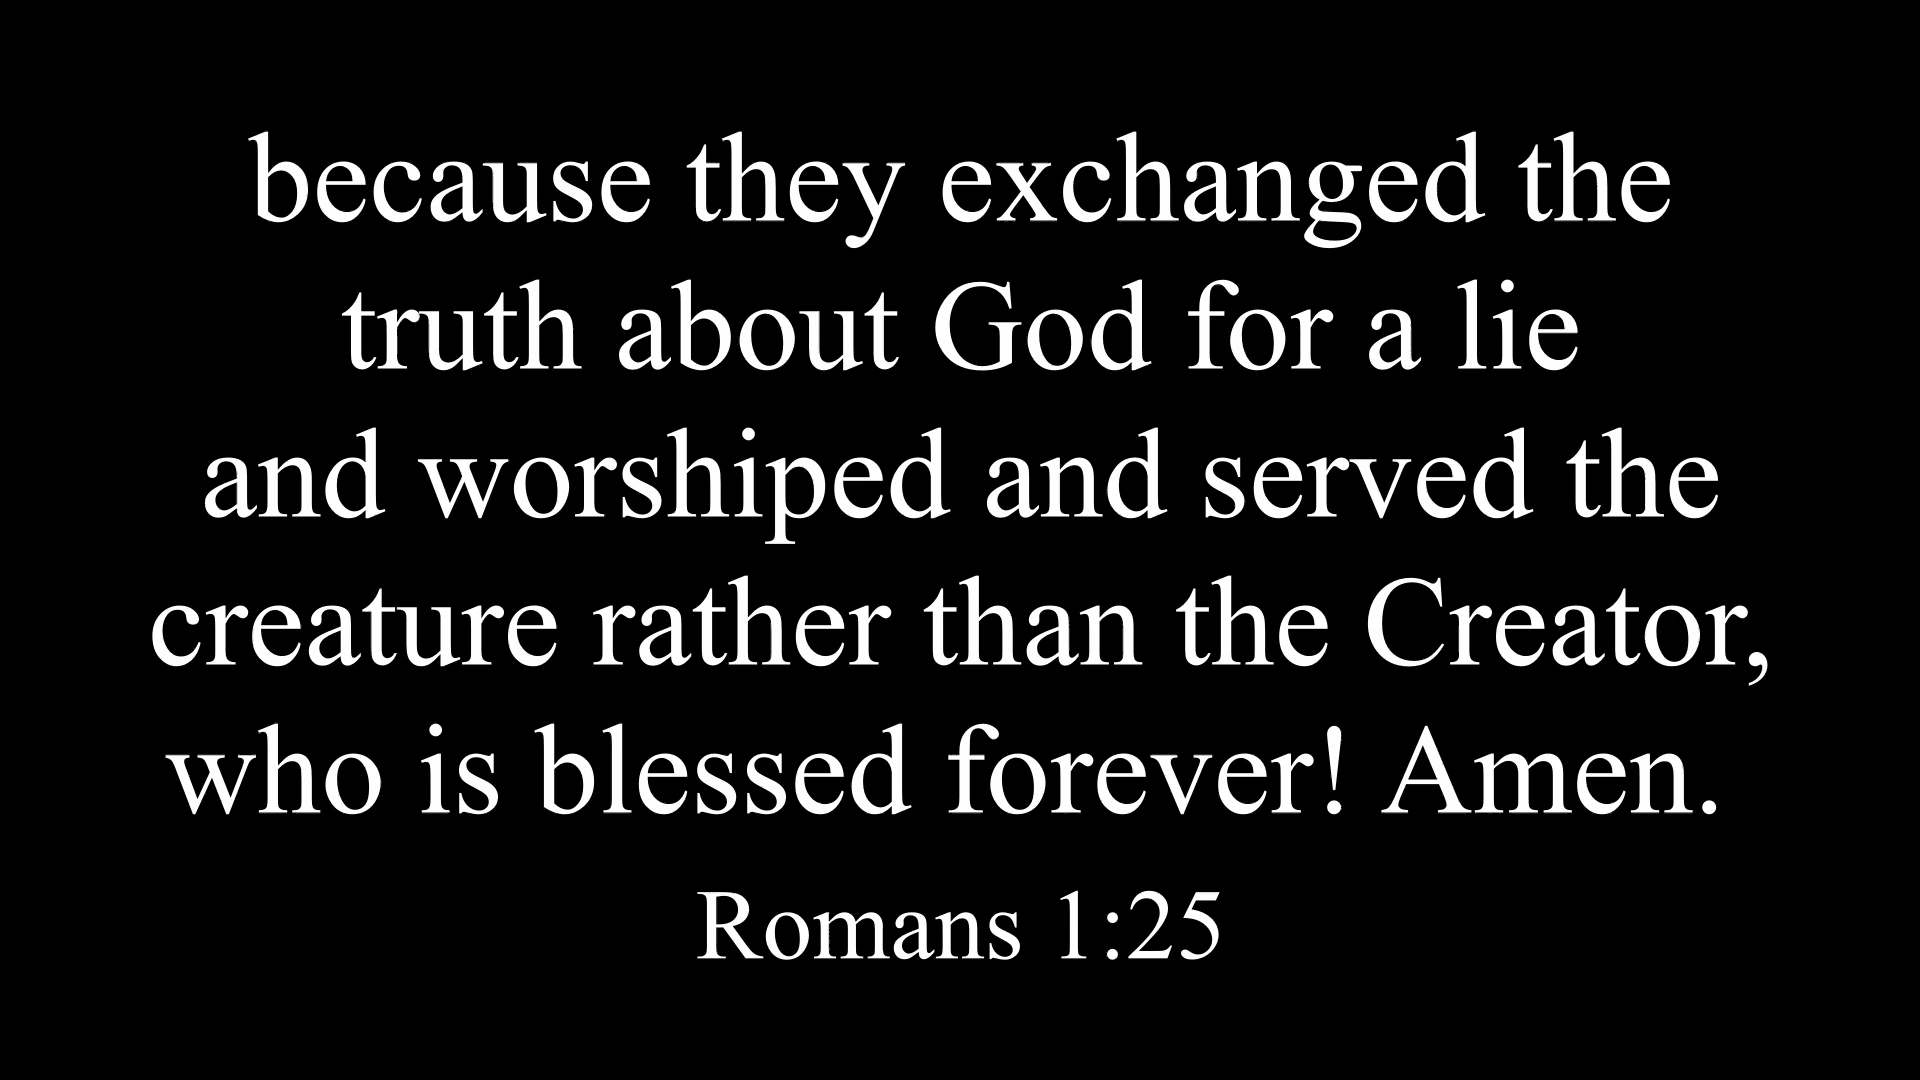 because they exchanged the
truth about God for a lie
and worshiped and served the
creature rather than the Creator,
who is blessed forever! Amen.
Romans 1:25